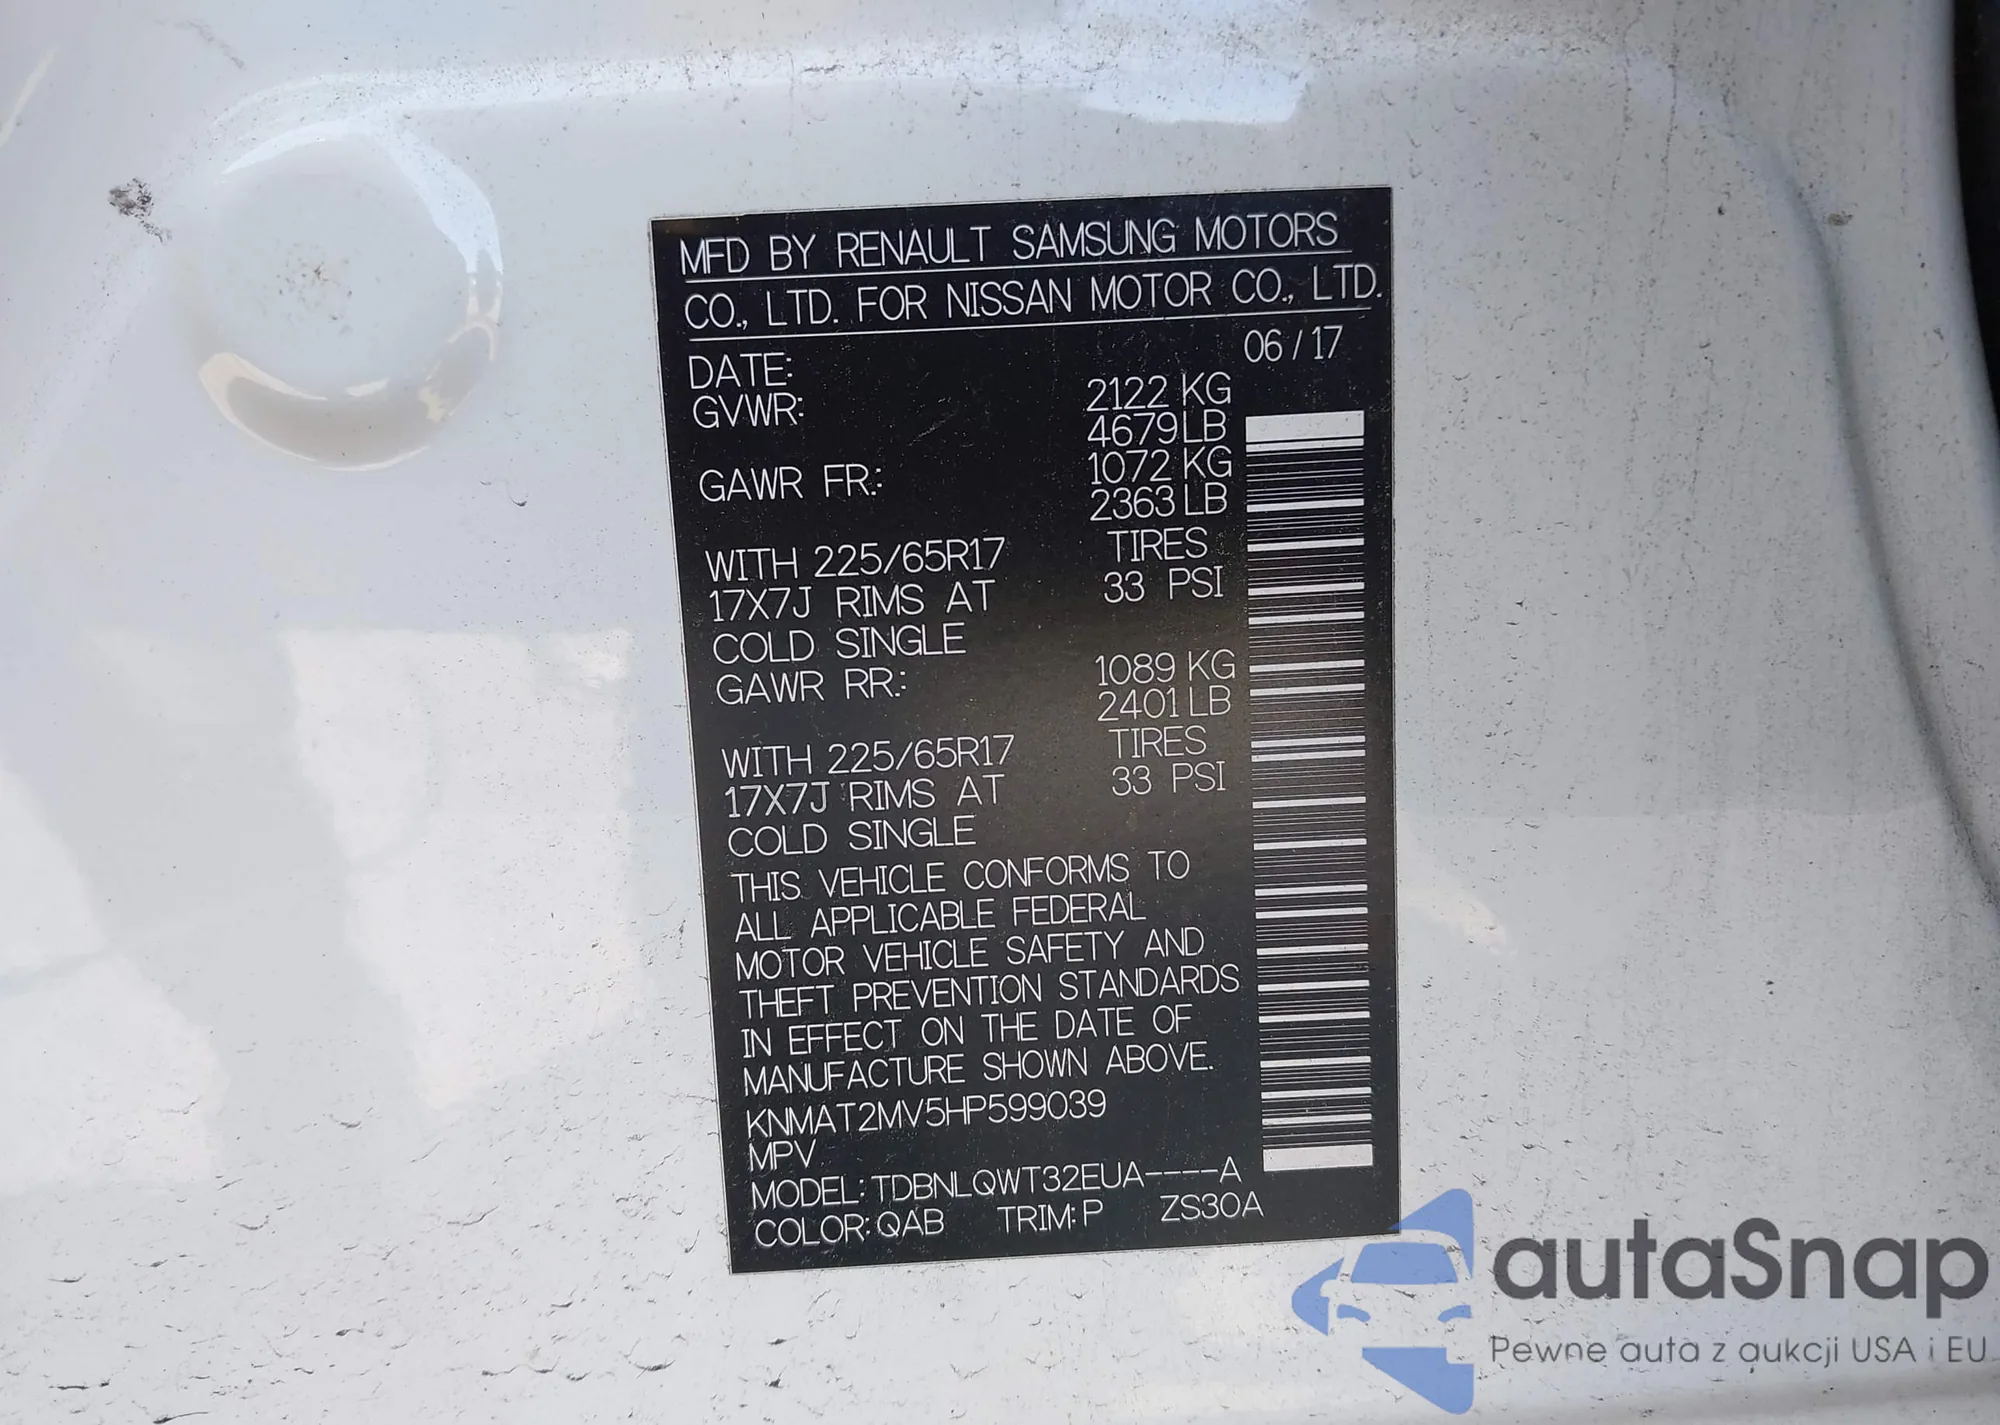 MFD BY RENAULT SAMSUNG MOTORS
CO., LTD. FOR NISSAN MOTOR CO., LTD.
DATE: 06 / 17
GVWR: 2122 KG
4679 LB
GAWR FR.: 1072 KG
2363 LB
WITH 225/65R17 TIRES
17X7J RIMS AT 33 PSI
COLD SINGLE
GAWR RR.: 1089 KG
2401 LB
WITH 225/65R17 TIRES
17X7J RIMS AT 33 PSI
COLD SINGLE
THIS VEHICLE CONFORMS TO
ALL APPLICABLE FEDERAL
MOTOR VEHICLE SAFETY AND
THEFT PREVENTION STANDARDS
IN EFFECT ON THE DATE OF
MANUFACTURE SHOWN ABOVE.
KNMAT2MV5HP599039
MPV
MODEL: TDBNLQWT32EUA----A
COLOR: QAB TRIM: P ZS30A
autaSnap
Pewne auta z aukcji USA i EU